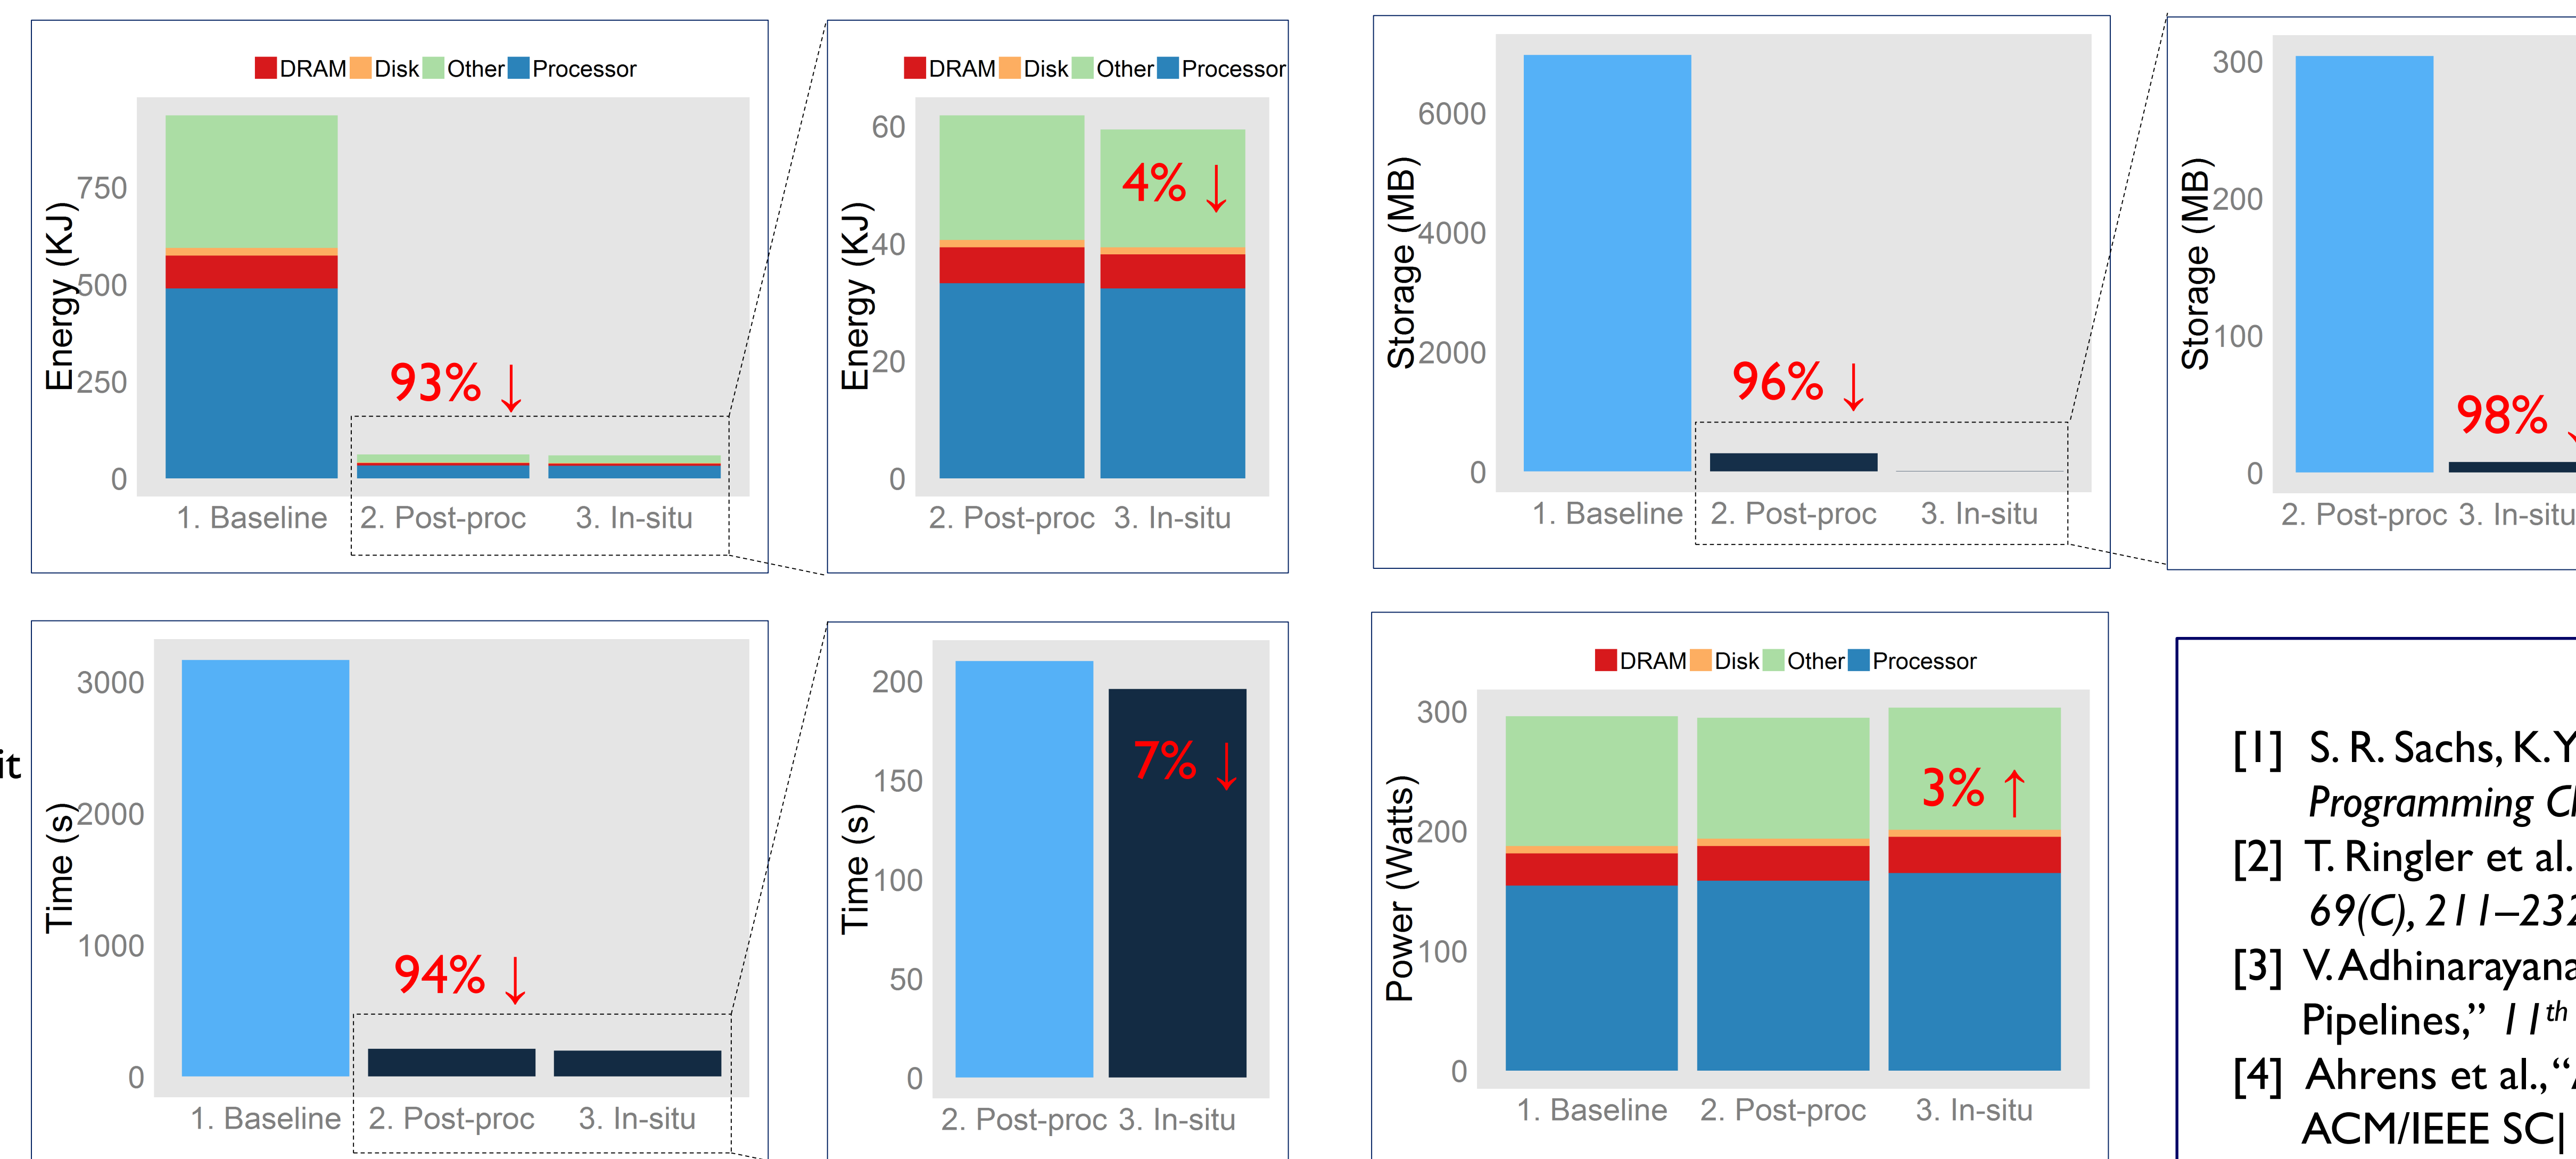 DRAM Disk Other Processor
Energy (KJ)
750
500
250
0
93% ↓
1. Baseline 2. Post-proc 3. In-situ
DRAM Disk Other Processor
Energy (KJ)
60
40
20
0
4% ↓
2. Post-proc 3. In-situ
Storage (MB)
6000
4000
2000
0
96% ↓
1. Baseline 2. Post-proc 3. In-situ
Storage (MB)
300
200
100
0
98%
2. Post-proc 3. In-situ
it
Time (s)
3000
2000
1000
0
94% ↓
1. Baseline 2. Post-proc 3. In-situ
Time (s)
200
150
100
50
0
7% ↓
2. Post-proc 3. In-situ
DRAM Disk Other Processor
Power (Watts)
300
200
100
0
3% ↑
1. Baseline 2. Post-proc 3. In-situ
[1] S. R. Sachs, K. Y
Programming
[2] T. Ringler et al.
69(C), 211–232
[3] V. Adhinarayana
Pipelines,” 11th
[4] Ahrens et al., “A
ACM/IEEE SC|